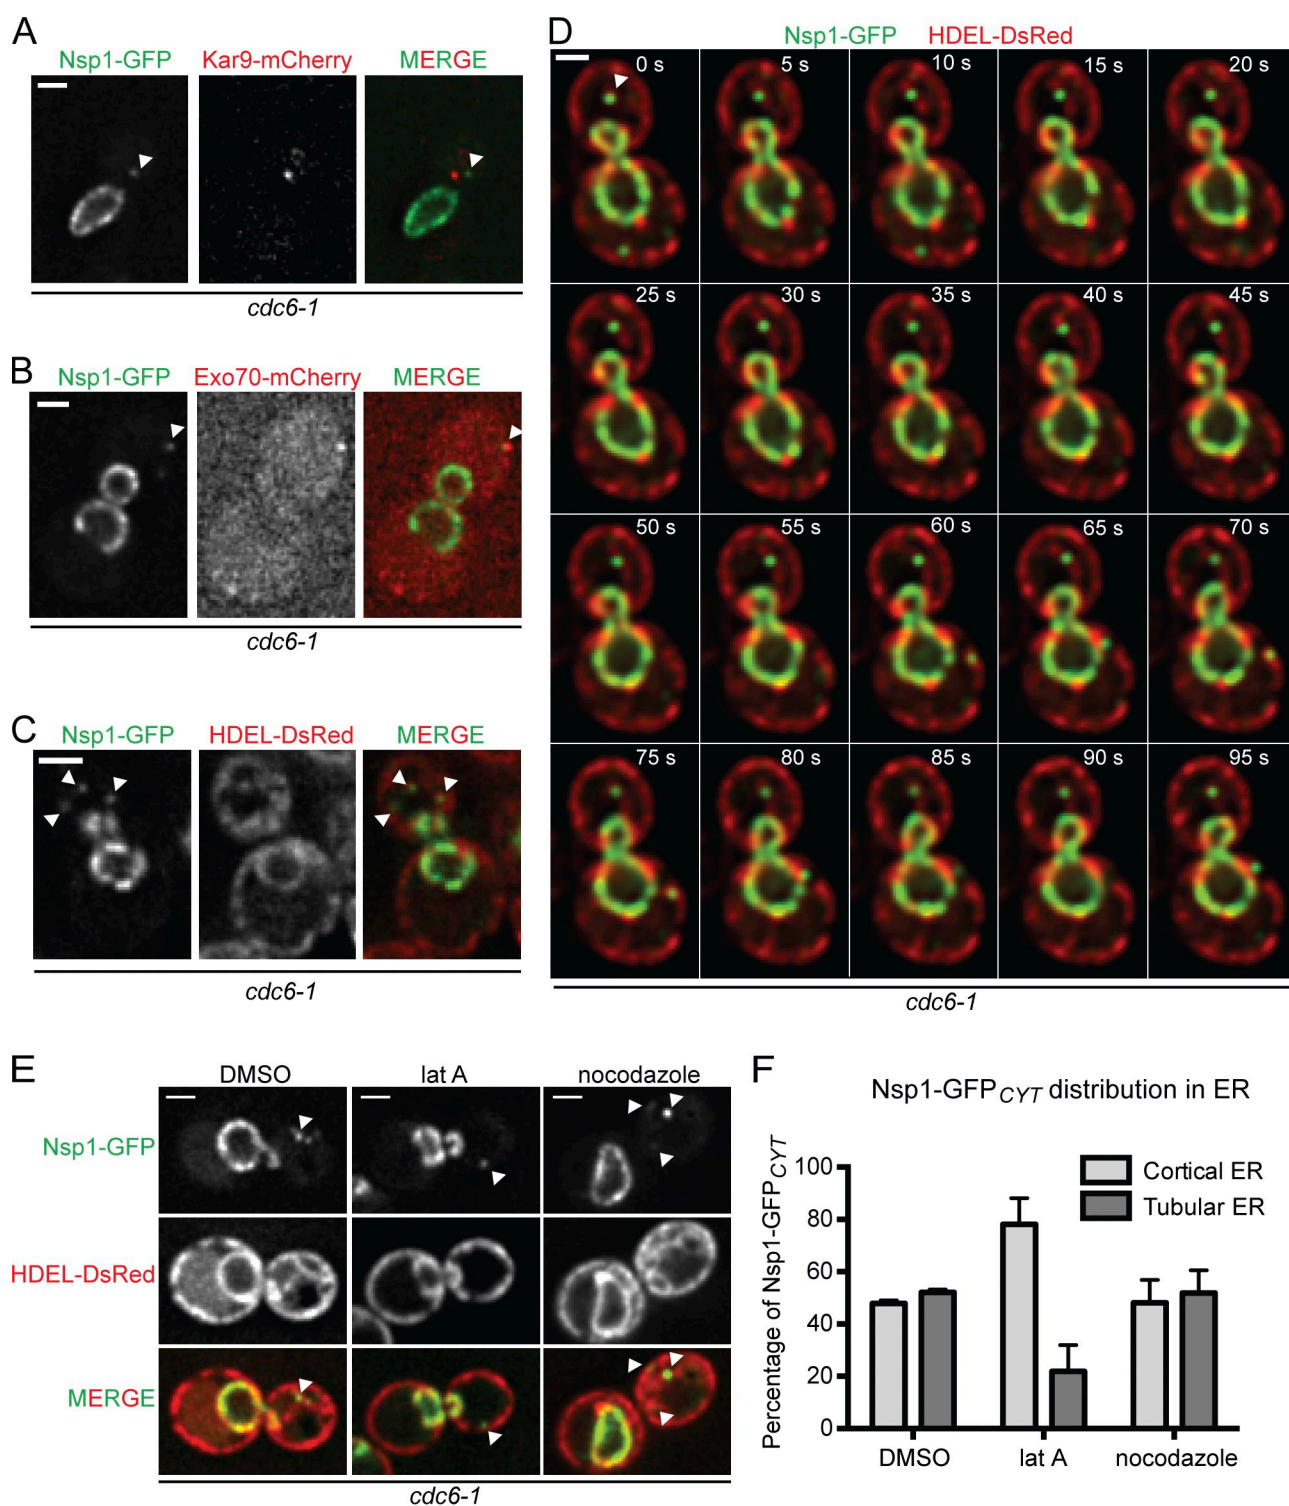 A
Nsp1-GFP Kar9-mCherry MERGE
cdc6-1
B
Nsp1-GFP Exo70-mCherry MERGE
cdc6-1
C
Nsp1-GFP HDEL-DsRed MERGE
cdc6-1
D
Nsp1-GFP HDEL-DsRed
0 s 5 s 10 s 15 s 20 s
25 s 30 s 35 s 40 s 45 s
50 s 55 s 60 s 65 s 70 s
75 s 80 s 85 s 90 s 95 s
cdc6-1
E
DMSO lat A nocodazole
Nsp1-GFP
HDEL-DsRed
MERGE
cdc6-1
F
Nsp1-GFP CYT distribution in ER
Percentage of Nsp1-GFP CYT
100
80
60
40
20
0
Cortical ER
Tubular ER
DMSO lat A nocodazole